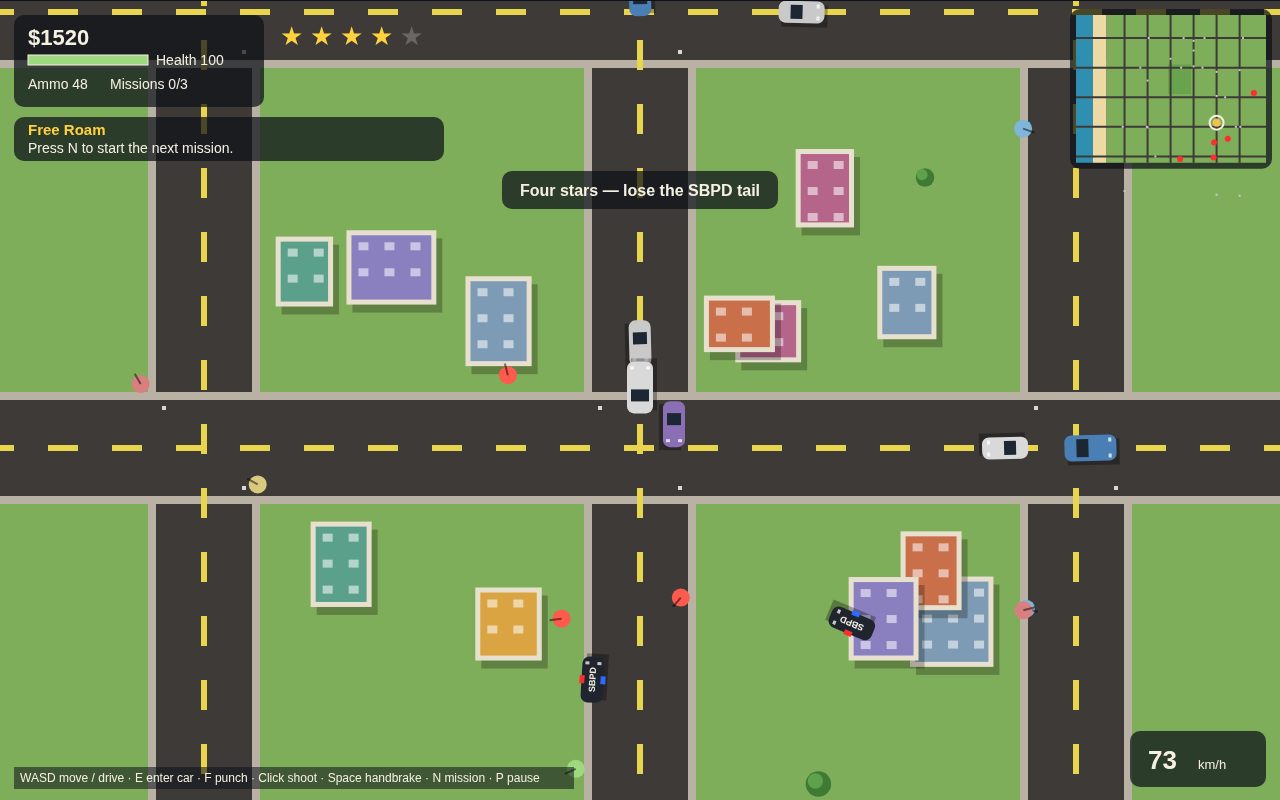 $1520
Health 100
Ammo 48 Missions 0/3
Free Roam
Press N to start the next mission.
Four stars — lose the SBPD tail
SBPD
SBPD
73 km/h
WASD move / drive · E enter car · F punch · Click shoot · Space handbrake · N mission · P pause